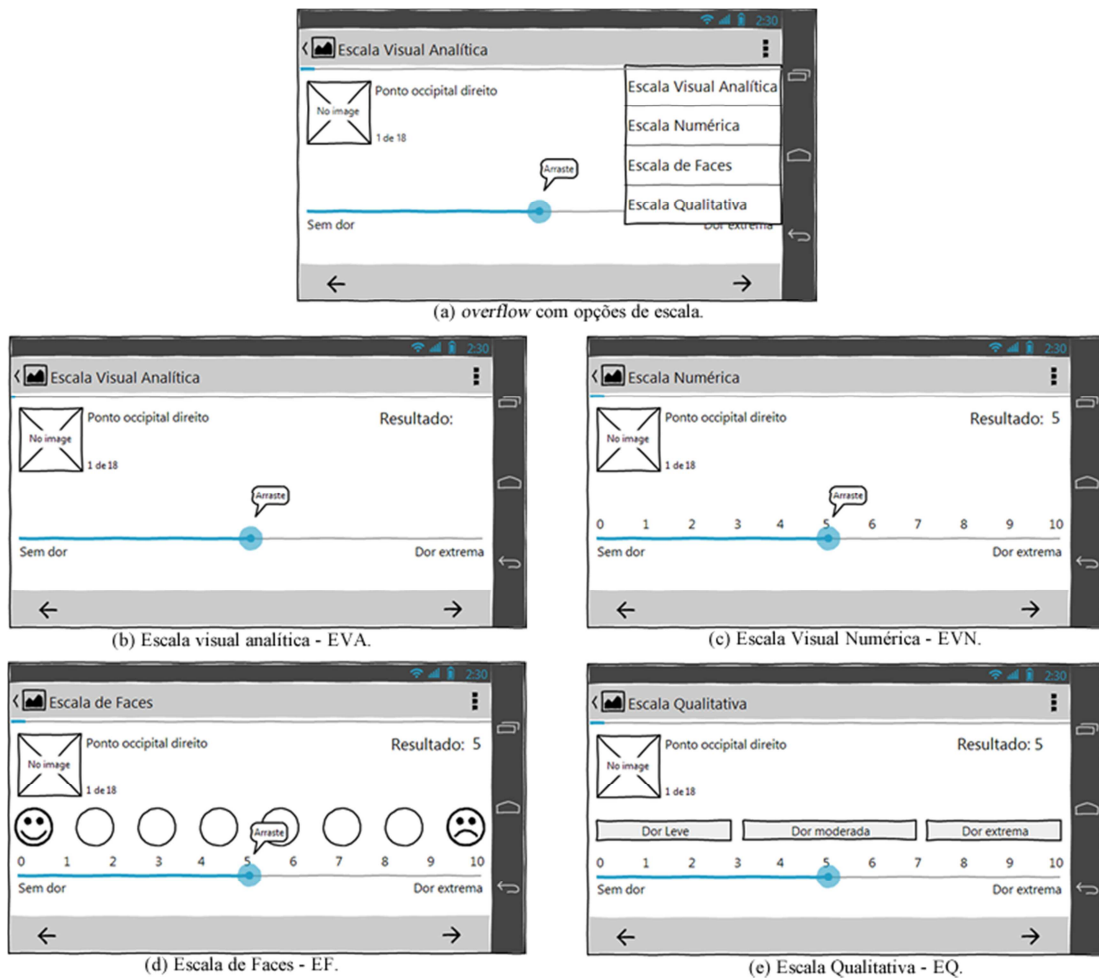 2:30
Escala Visual Analítica
Ponto occipital direito
No image
1 de 18
Escala Visual Analítica
Escala Numérica
Escala de Faces
Escala Qualitativa
Arraste
Sem dor
Dor extrema
(a) overflow com opções de escala.
2:30
Escala Visual Analítica
Ponto occipital direito
Resultado:
No image
1 de 18
Arraste
Sem dor
Dor extrema
(b) Escala visual analítica - EVA.
2:30
Escala Numérica
Ponto occipital direito
Resultado: 5
No image
1 de 18
Arraste
0 1 2 3 4 5 6 7 8 9 10
Sem dor
Dor extrema
(c) Escala Visual Numérica - EVN.
2:30
Escala de Faces
Ponto occipital direito
Resultado: 5
No image
1 de 18
Arraste
0 1 2 3 4 5 6 7 8 9 10
Sem dor
Dor extrema
(d) Escala de Faces - EF.
2:30
Escala Qualitativa
Ponto occipital direito
Resultado: 5
No image
1 de 18
Dor Leve
Dor moderada
Dor extrema
0 1 2 3 4 5 6 7 8 9 10
Sem dor
Dor extrema
(e) Escala Qualitativa - EQ.